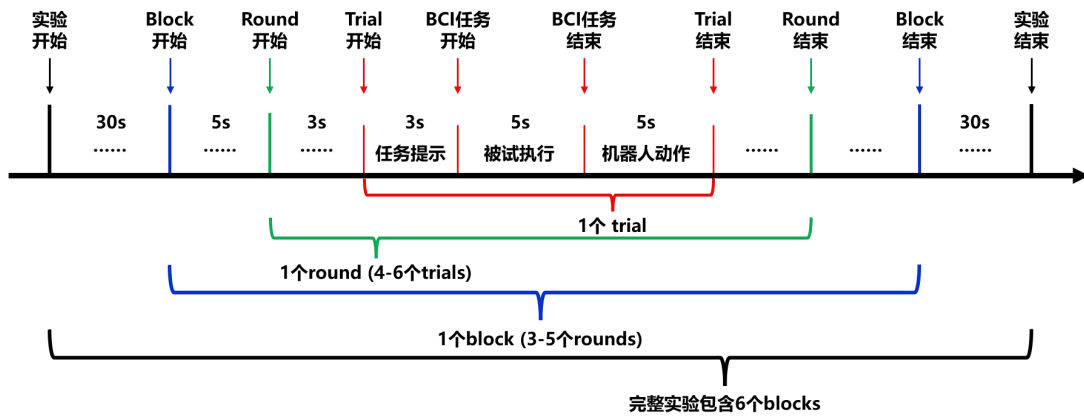 实验 Block Round Trial BCI任务 BCI任务 Trial Round Block 实验
开始 开始 开始 开始 开始 结束 结束 结束 结束 结束
30s 5s 3s 3s 5s 5s 30s
...... ...... ...... 任务提示 被试执行 机器人动作 ...... ...... ......
1个 trial
1个round (4-6个trials)
1个block (3-5个rounds)
完整实验包含6个blocks